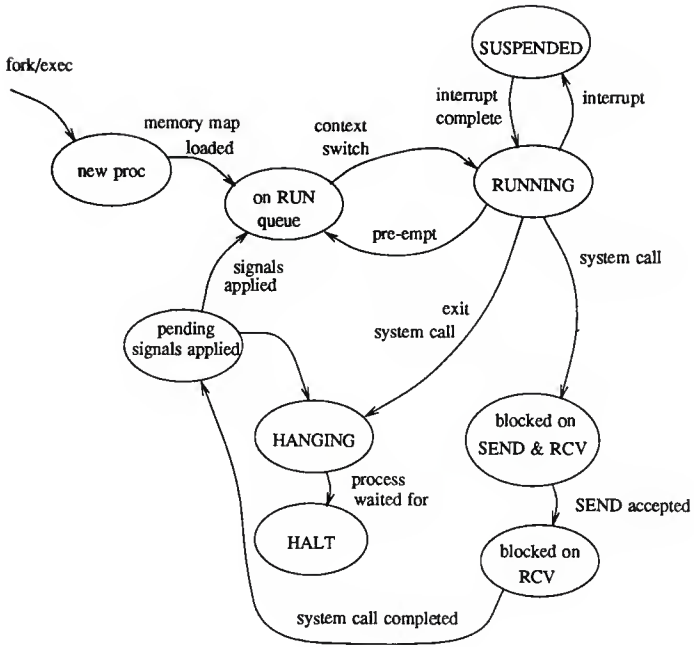 SUSPENDED
fork/exec
interrupt
complete
interrupt
memory map
loaded
context
switch
new proc
on RUN
queue
RUNNING
pre-empt
signals
applied
system call
exit
system call
pending
signals applied
HANGING
blocked on
SEND & RCV
process
waited for
SEND accepted
HALT
blocked on
RCV
system call completed